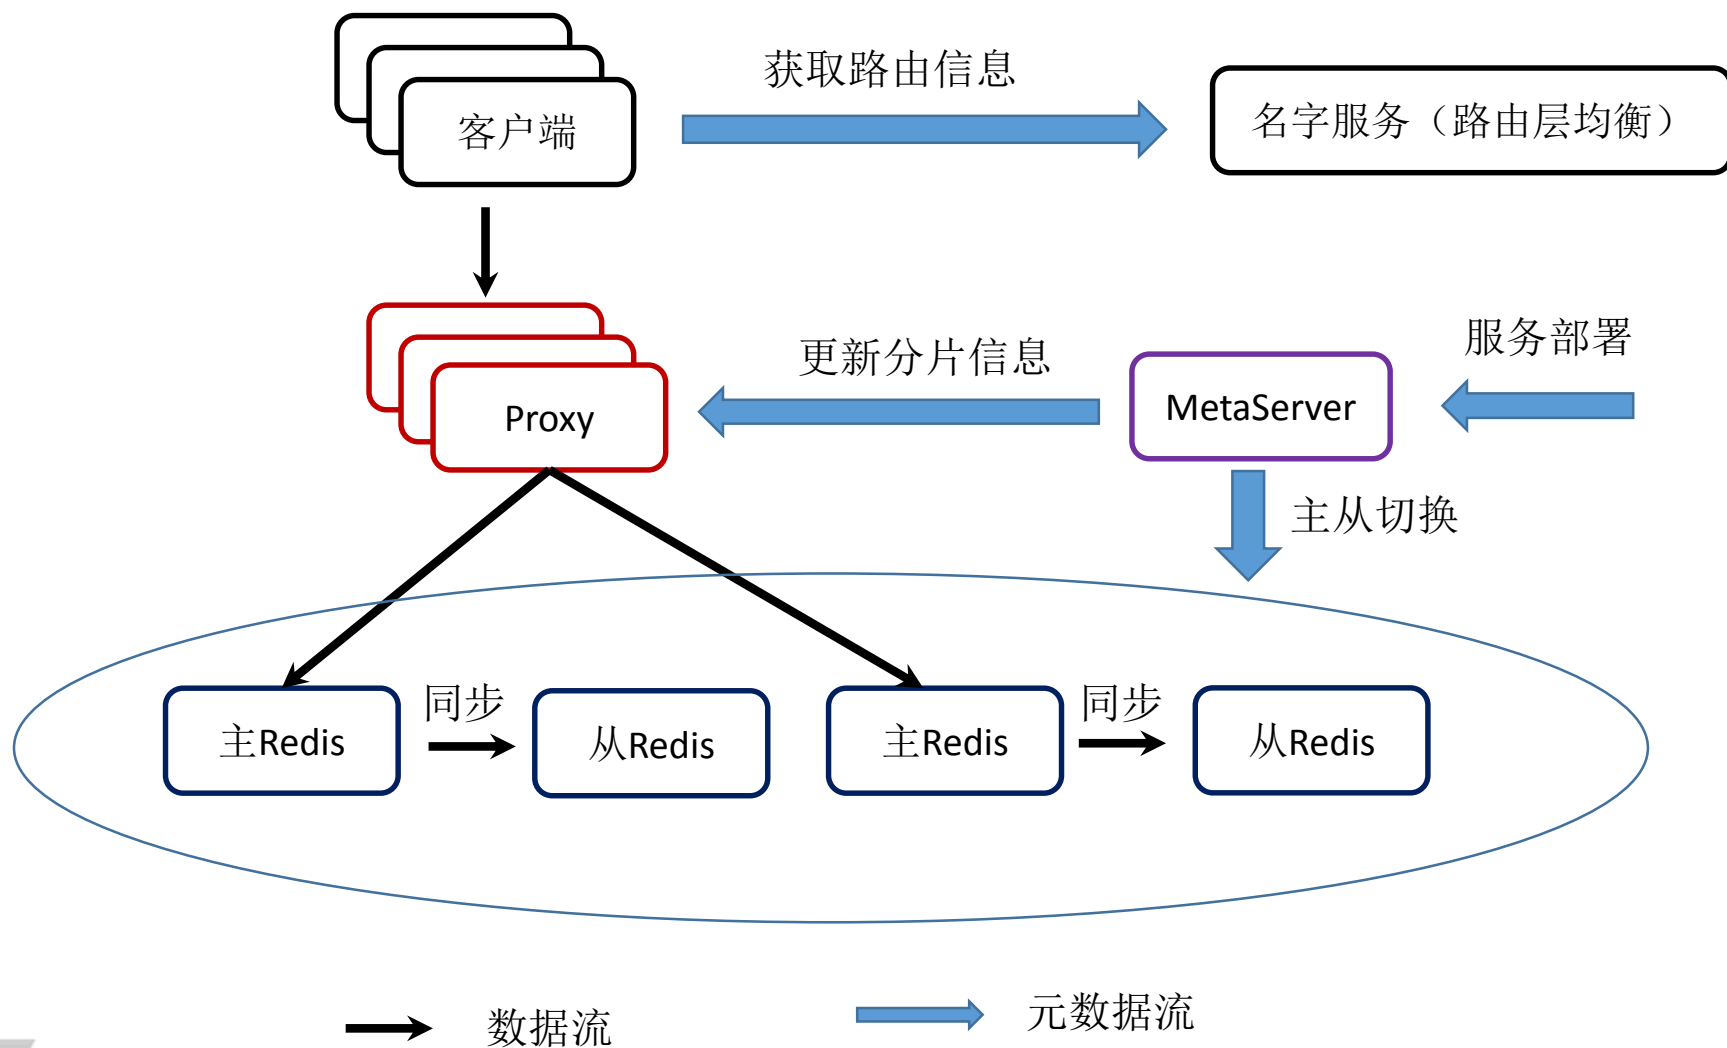 获取路由信息
客户端
名字服务（路由层均衡）
服务部署
更新分片信息
MetaServer
Proxy
主从切换
同步
同步
主Redis
从Redis
主Redis
从Redis
数据流
元数据流